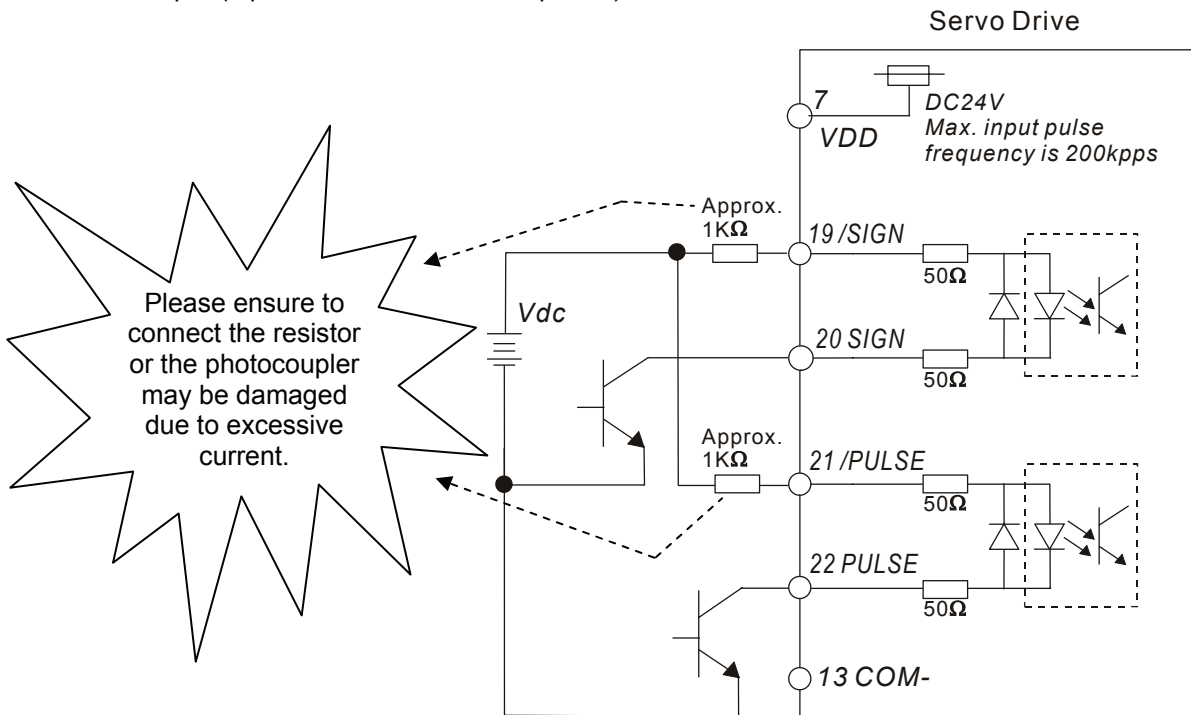 Servo Drive
7
VDD
DC24V
Max. input pulse
frequency is 200kpps
Approx.
1KΩ
19 /SIGN
50Ω
Please ensure to
connect the resistor
or the photocoupler
may be damaged
due to excessive
current.
Vdc
20 SIGN
50Ω
Approx.
1KΩ
21 /PULSE
50Ω
22 PULSE
50Ω
13 COM-